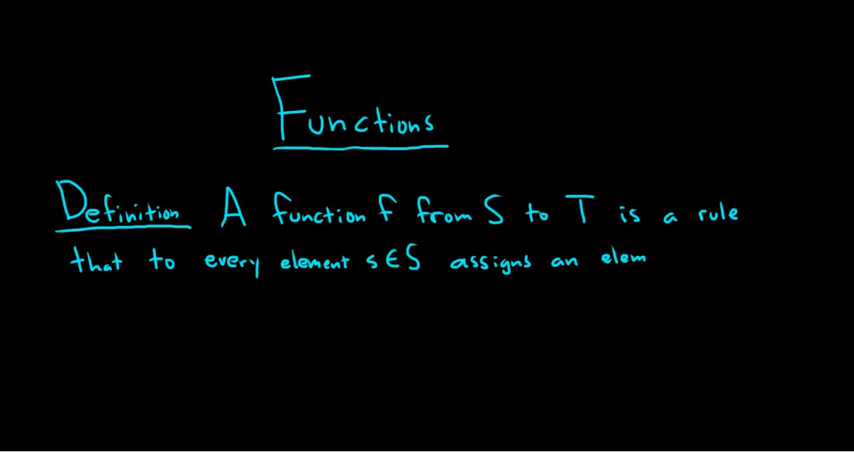 Functions
Definition A function f from S to T is a rule
that to every element s∈S assigns an elem